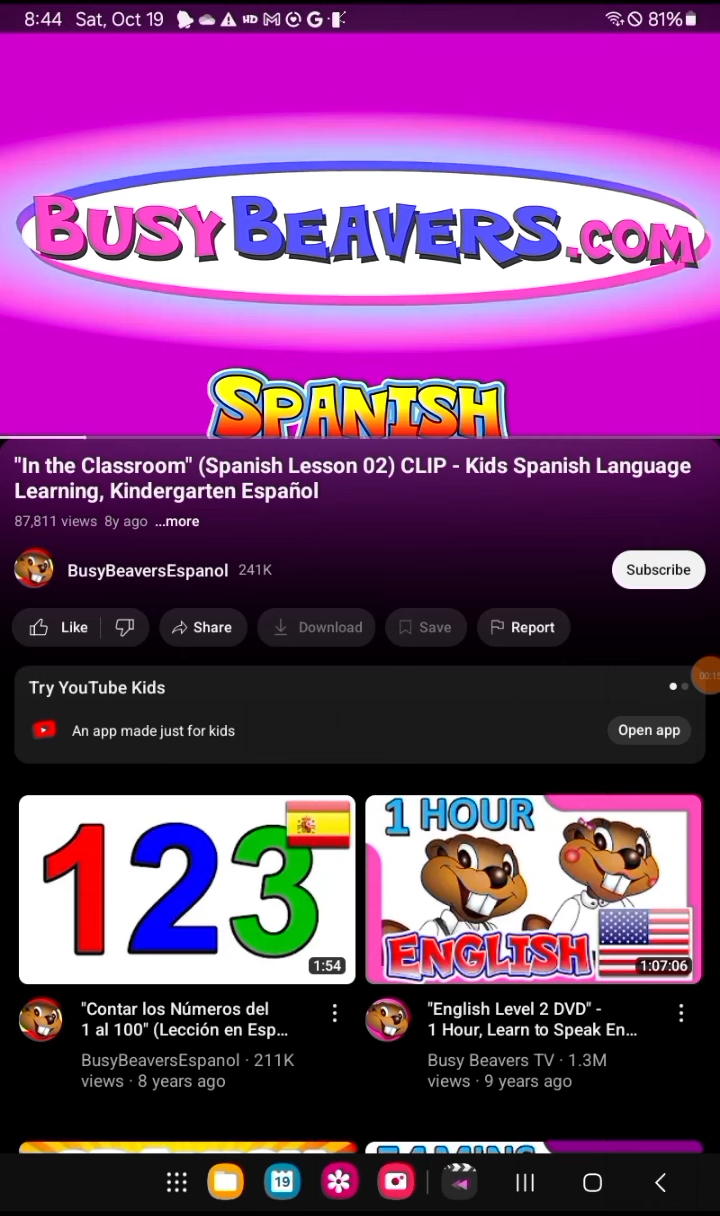 8:44 Sat, Oct 19 HD 81%
BUSYBEAVERS.COM
SPANISH
"In the Classroom" (Spanish Lesson 02) CLIP - Kids Spanish Language
Learning, Kindergarten Español
87,811 views 8y ago ...more
BusyBeaversEspanol 241K
Subscribe
Like Share Download Save Report
Try YouTube Kids
An app made just for kids
Open app
00:15
123
1:54
1 HOUR
ENGLISH
1:07:06
"Contar los Números del
1 al 100" (Lección en Esp...
BusyBeaversEspanol · 211K
views · 8 years ago
"English Level 2 DVD" -
1 Hour, Learn to Speak En...
Busy Beavers TV · 1.3M
views · 9 years ago
19